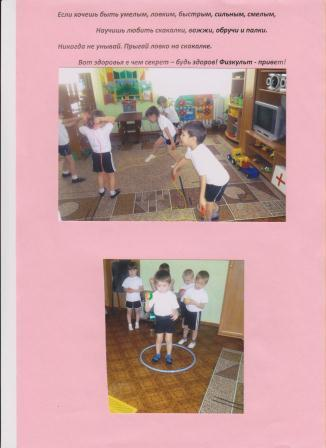 Если хочешь быть умелым, ловким, быстрым, сильным, смелым,
Научишь любить скакалки, вожжи, обручи и палки.
Никогда не унывай. Прыгай ловко на скакалке.
Вот здоровья в чем секрет – будь здоров! Физкульт - привет!